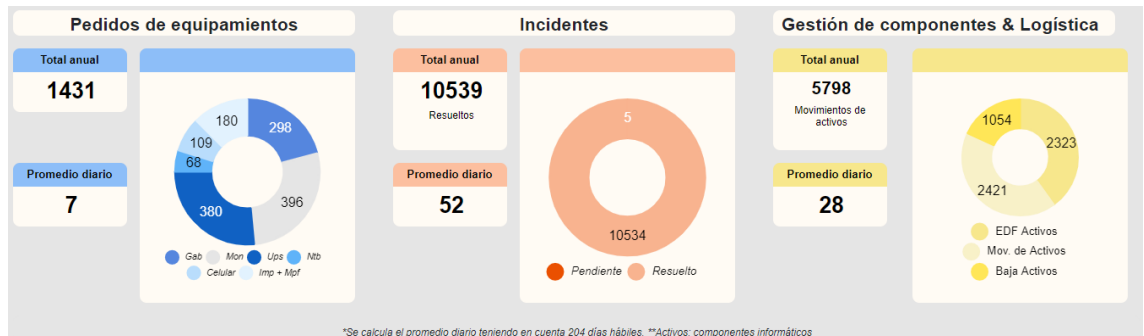 Pedidos de equipamientos
Total anual
1431
Promedio diario
7
180
298
109
68
396
380
Gab
Mon
Ups
Ntb
Celular
Imp + Mpf
Incidentes
Total anual
10539
Resueltos
Promedio diario
52
5
10534
Pendiente
Resuelto
Gestión de componentes & Logística
Total anual
5798
Movimientos de
activos
Promedio diario
28
1054
2323
2421
EDF Activos
Mov. de Activos
Baja Activos
*Se calcula el promedio diario teniendo en cuenta 204 días hábiles. **Activos: componentes informáticos